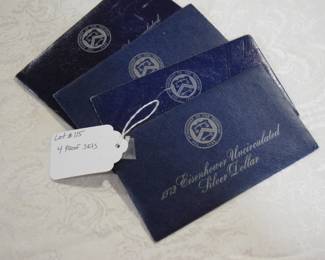 Lot #115
4 Proof Sets
1972 Eisenhower Uncirculated
Silver Dollar